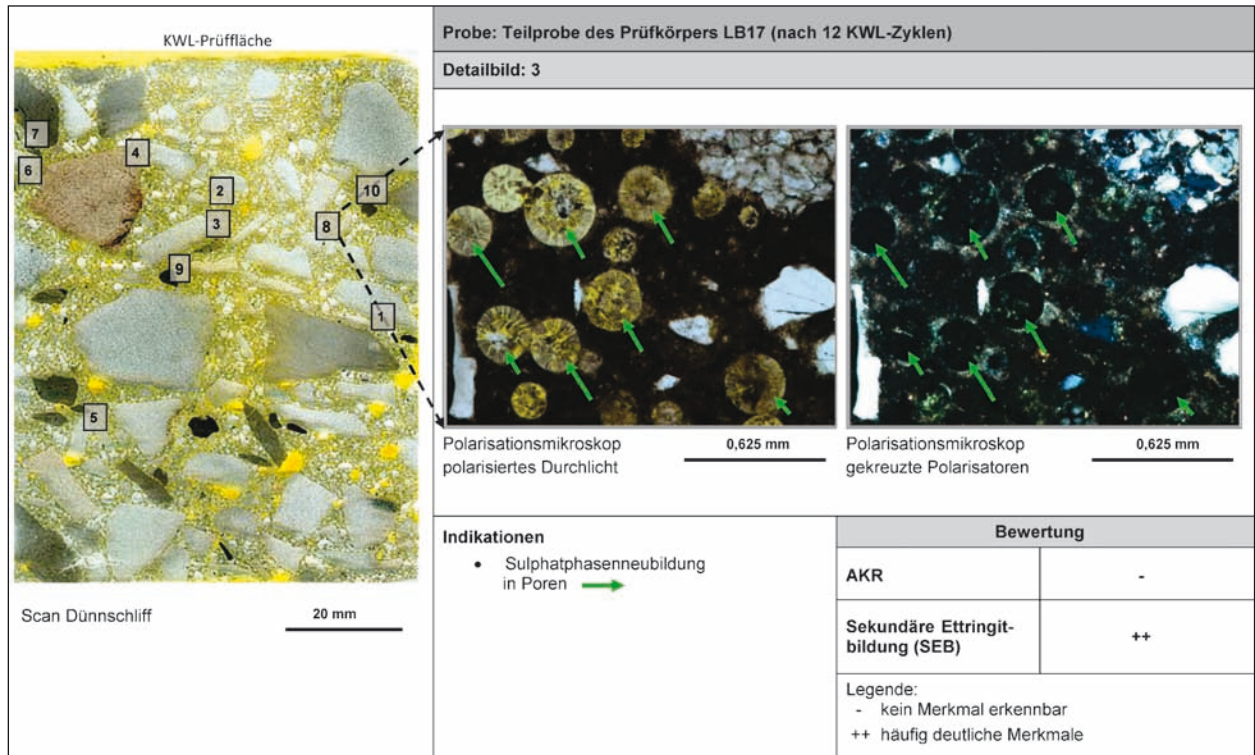 KWL-Prüffläche
7
4
6
2
10
3
8
9
1
5
Scan Dünnschliff
20 mm
Probe: Teilprobe des Prüfkörpers LB17 (nach 12 KWL-Zyklen)
Detailbild: 3
Polarisationsmikroskop
polarisiertes Durchlicht
0,625 mm
Polarisationsmikroskop
gekreuzte Polarisatoren
0,625 mm
Indikationen
• Sulphatphasenneubildung
in Poren
Bewertung
AKR
-
Sekundäre Ettringit-
bildung (SEB)
++
Legende:
- kein Merkmal erkennbar
++ häufig deutliche Merkmale